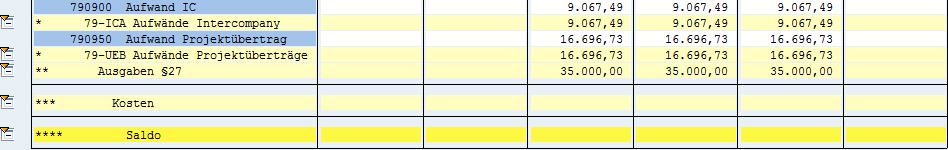 790900 Aufwand IC 9.067,49 9.067,49 9.067,49
* 79-ICA Aufwände Intercompany 9.067,49 9.067,49 9.067,49
790950 Aufwand Projektübertrag 16.696,73 16.696,73 16.696,73
* 79-UEB Aufwände Projektüberträge 16.696,73 16.696,73 16.696,73
** Ausgaben §27 35.000,00 35.000,00 35.000,00
*** Kosten
**** Saldo